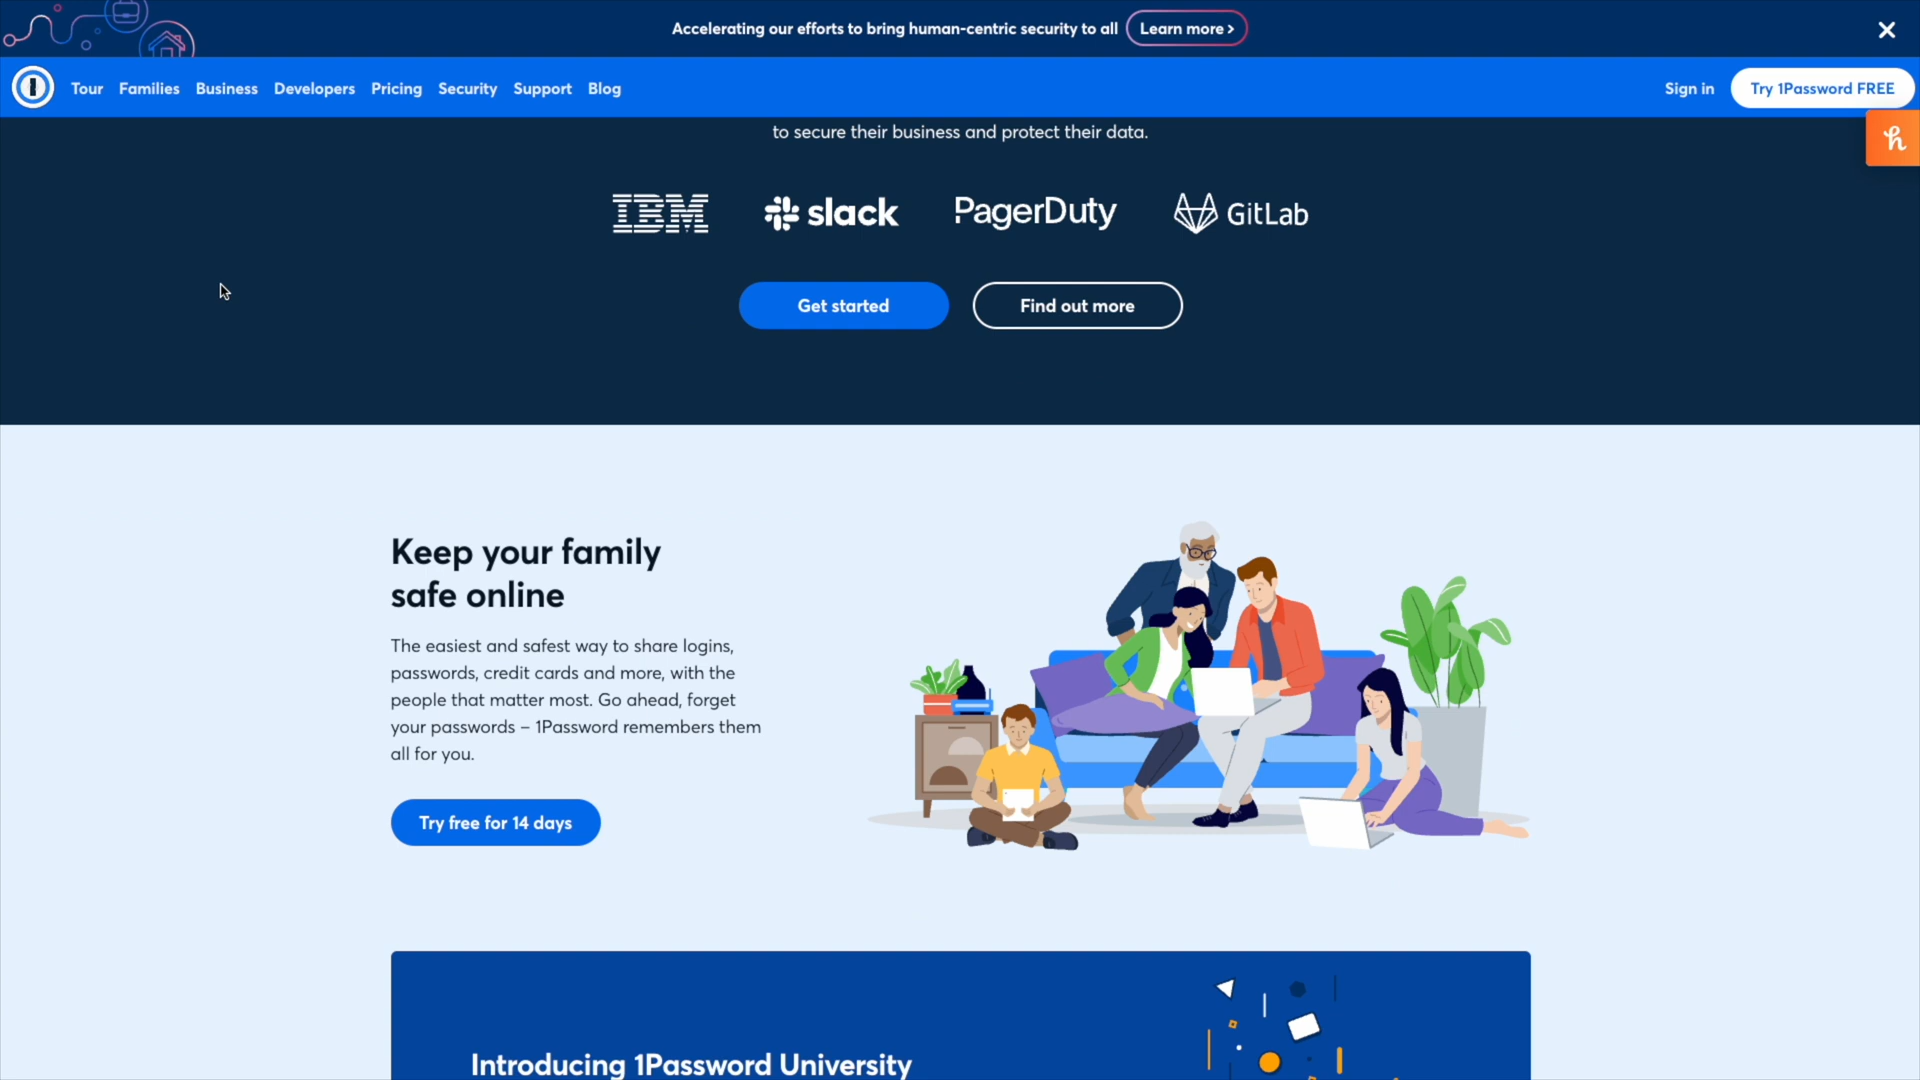 Accelerating our efforts to bring human-centric security to all Learn more >
Tour Families Business Developers Pricing Security Support Blog Sign in Try 1Password FREE
to secure their business and protect their data.
IBM slack PagerDuty GitLab
Get started Find out more
Keep your family
safe online
The easiest and safest way to share logins,
passwords, credit cards and more, with the
people that matter most. Go ahead, forget
your passwords – 1Password remembers them
all for you.
Try free for 14 days
Introducing 1Password University